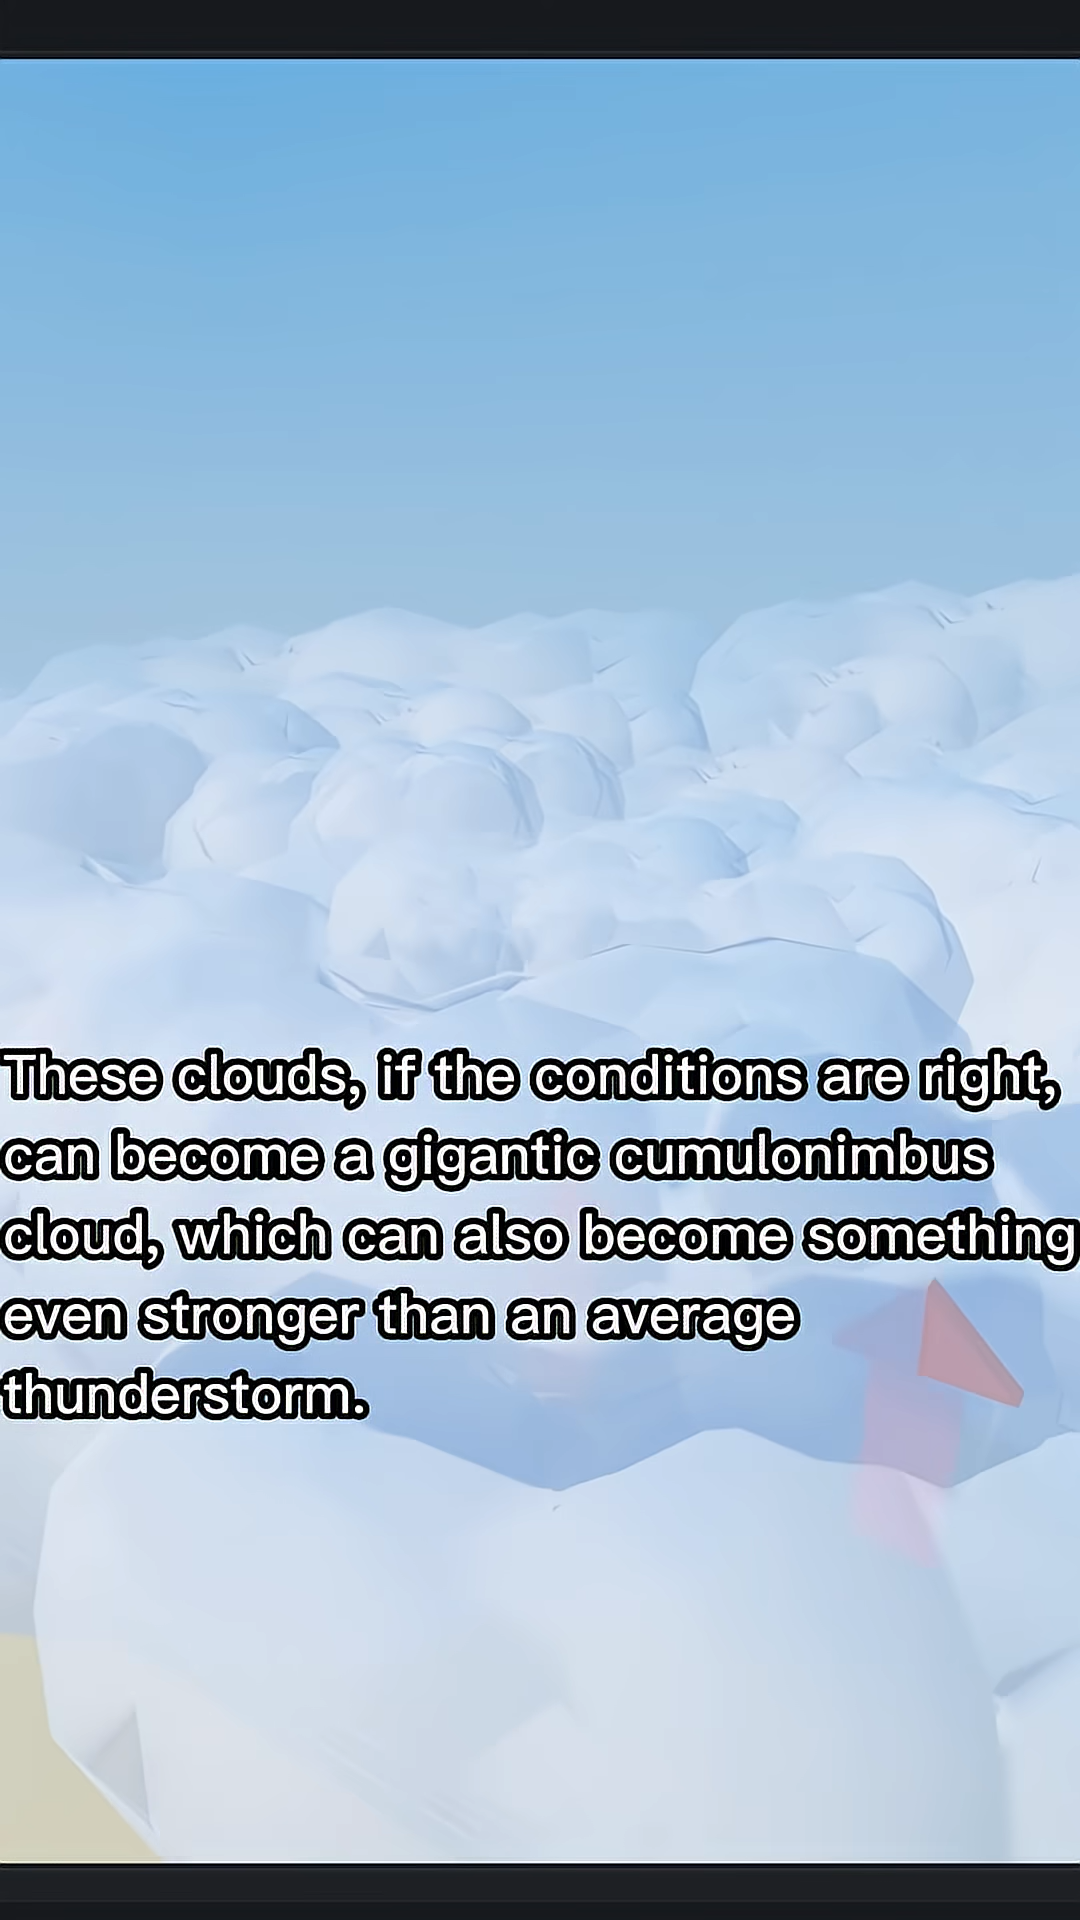 These clouds, if the conditions are right,
can become a gigantic cumulonimbus
cloud, which can also become something
even stronger than an average
thunderstorm.